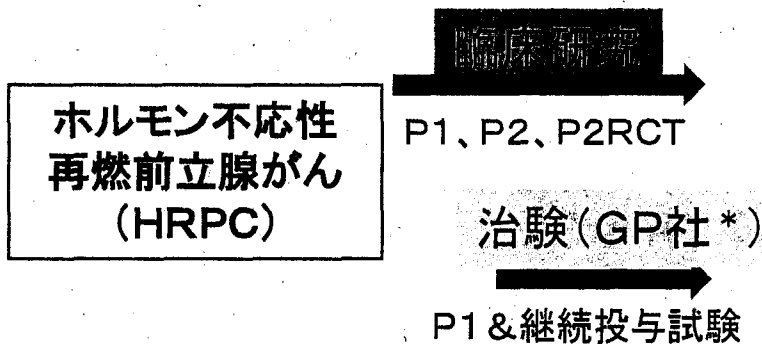 臨床研究
ホルモン不応性
再燃前立腺がん
(HRPC)
P1、P2、P2RCT
治験(GP社*)
P1&継続投与試験